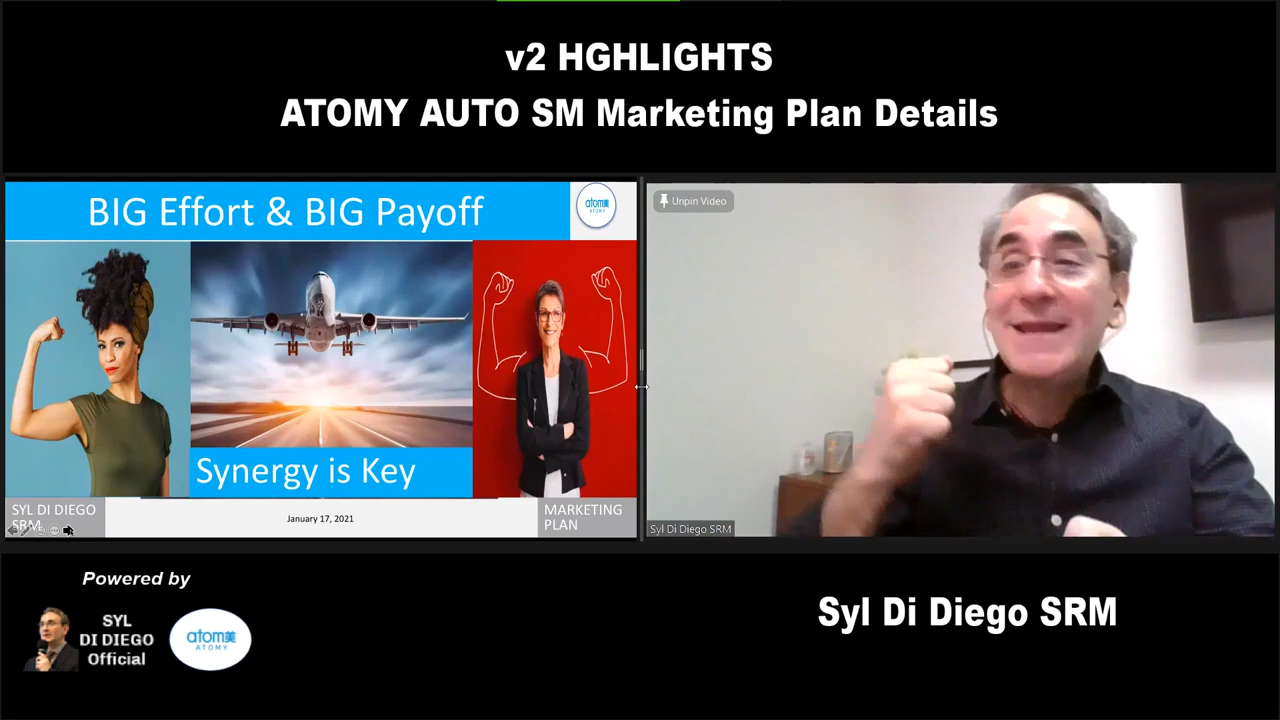 v2 HGHLIGHTS
ATOMY AUTO SM Marketing Plan Details
BIG Effort & BIG Payoff
atom美
ATOMY
Synergy is Key
SYL DI DIEGO
SRM
January 17, 2021
MARKETING
PLAN
Unpin Video
Syl Di Diego SRM
Powered by
SYL
DI DIEGO
Official
atom美
ATOMY
Syl Di Diego SRM